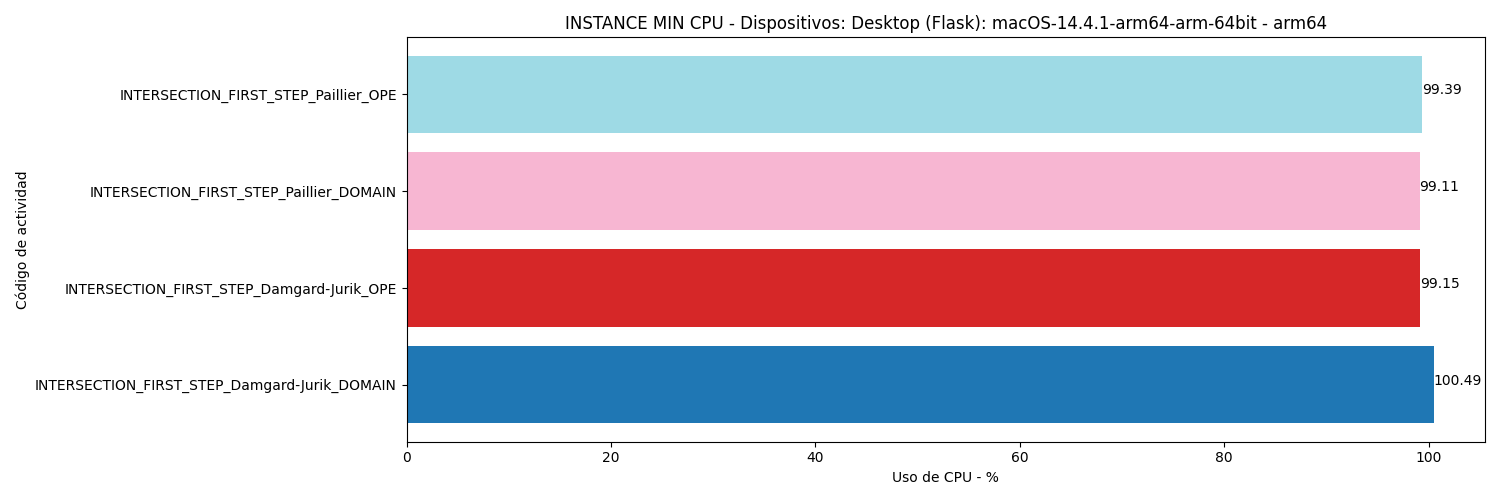 INSTANCE MIN CPU - Dispositivos: Desktop (Flask): macOS-14.4.1-arm64-arm-64bit - arm64
Código de actividad
INTERSECTION_FIRST_STEP_Paillier_OPE
99.39
INTERSECTION_FIRST_STEP_Paillier_DOMAIN
99.11
INTERSECTION_FIRST_STEP_Damgard-Jurik_OPE
99.15
INTERSECTION_FIRST_STEP_Damgard-Jurik_DOMAIN
100.49
0 20 40 60 80 100
Uso de CPU - %